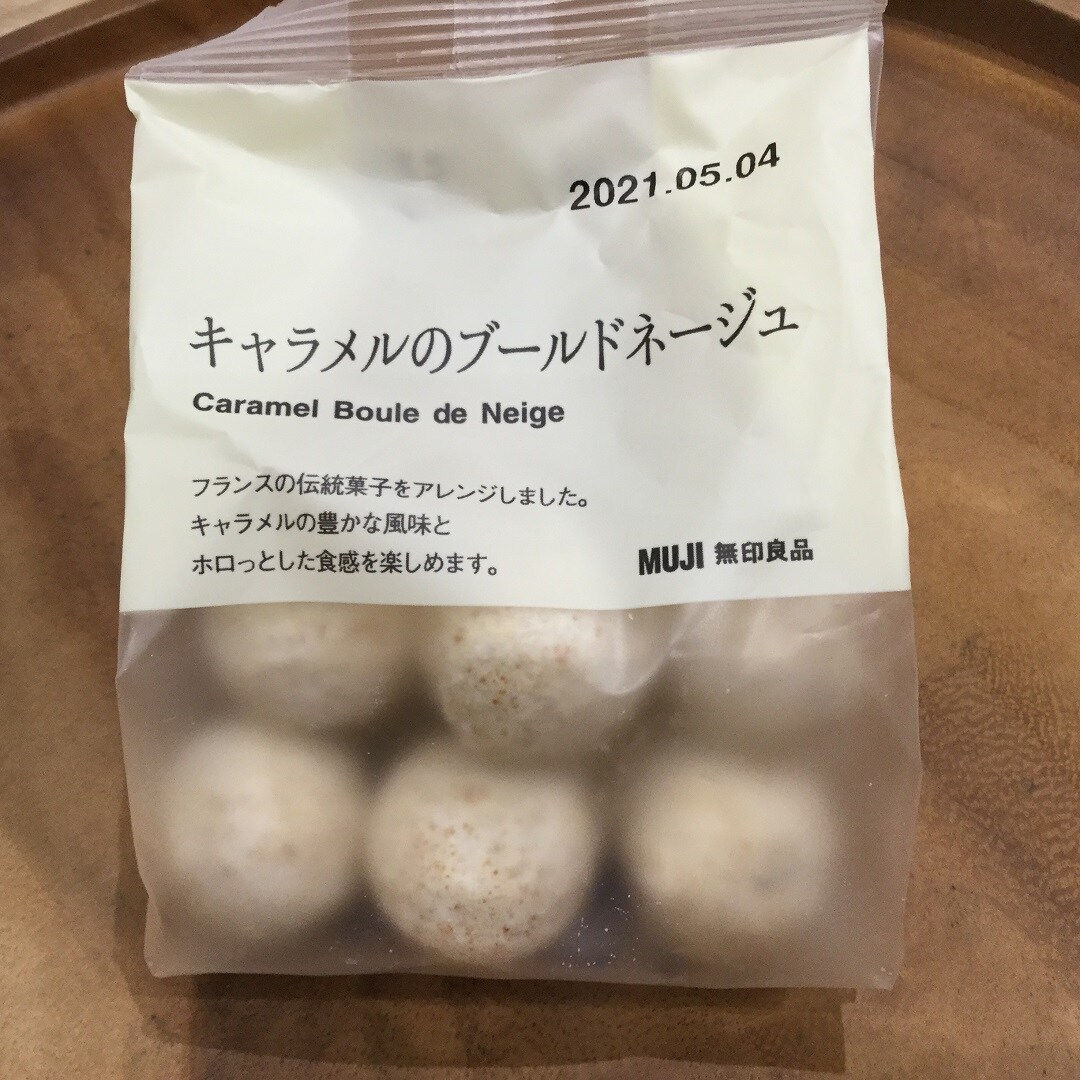 2021.05.04
キャラメルのブールドネージュ
Caramel Boule de Neige
フランスの伝統菓子をアレンジしました。
キャラメルの豊かな風味と
ホロっとした食感を楽しめます。
MUJI 無印良品